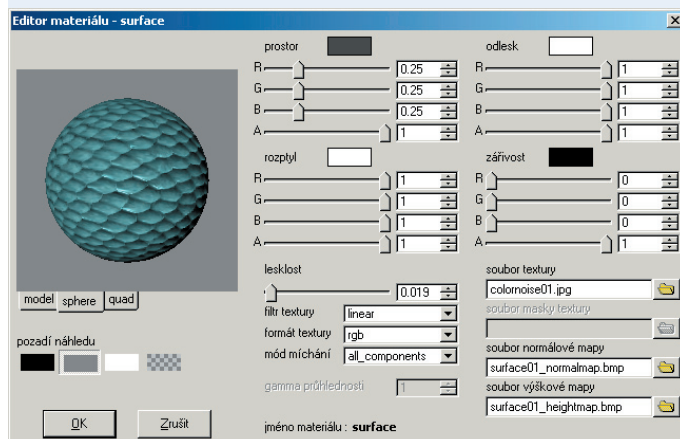 Editor materiálu - surface
prostor
R 0.25
G 0.25
B 0.25
A 1
odlesk
R 1
G 1
B 1
A 1
rozptyl
R 1
G 1
B 1
A 1
zářivost
R 0
G 0
B 0
A 1
model sphere quad
pozadí náhledu
lesklost
0.019
filtr textury linear
formát textury rgb
mód míchání all_components
gamma průhlednosti 1
soubor textury
colornoise01.jpg
soubor masky textury
soubor normálové mapy
surface01_normalmap.bmp
soubor výškové mapy
surface01_heightmap.bmp
OK Zrušit
jméno materiálu : surface